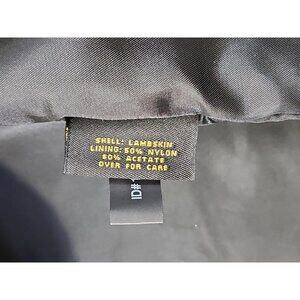 SHELL: LAMBSKIN
LINING: 50% NYLON
50% ACETATE
OVER FOR CARE
ID#